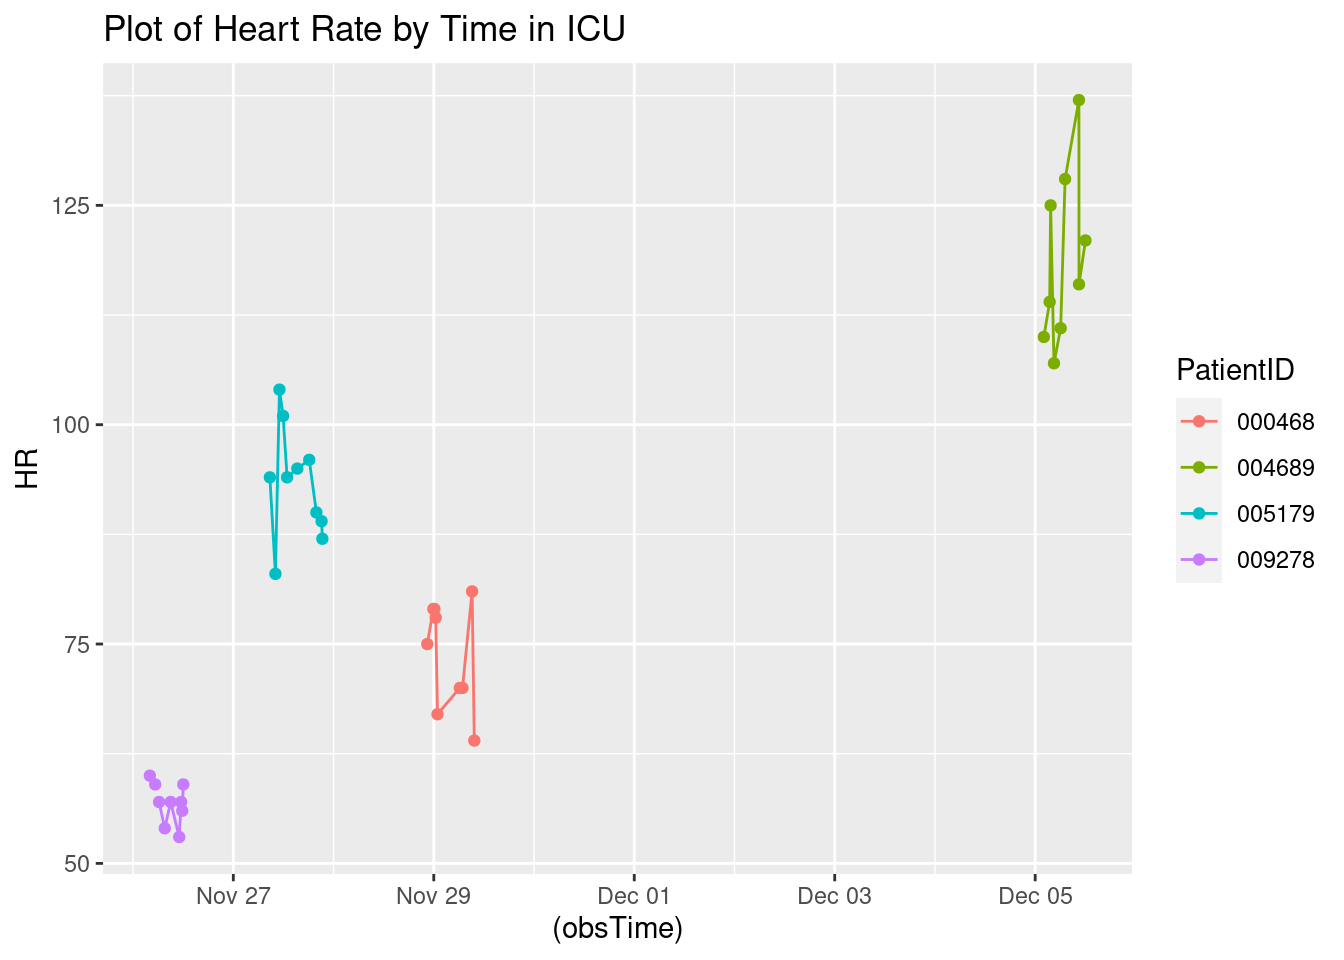 Plot of Heart Rate by Time in ICU
HR
125
100
75
50
Nov 27
Nov 29
Dec 01
Dec 03
Dec 05
(obsTime)
PatientID
000468
004689
005179
009278